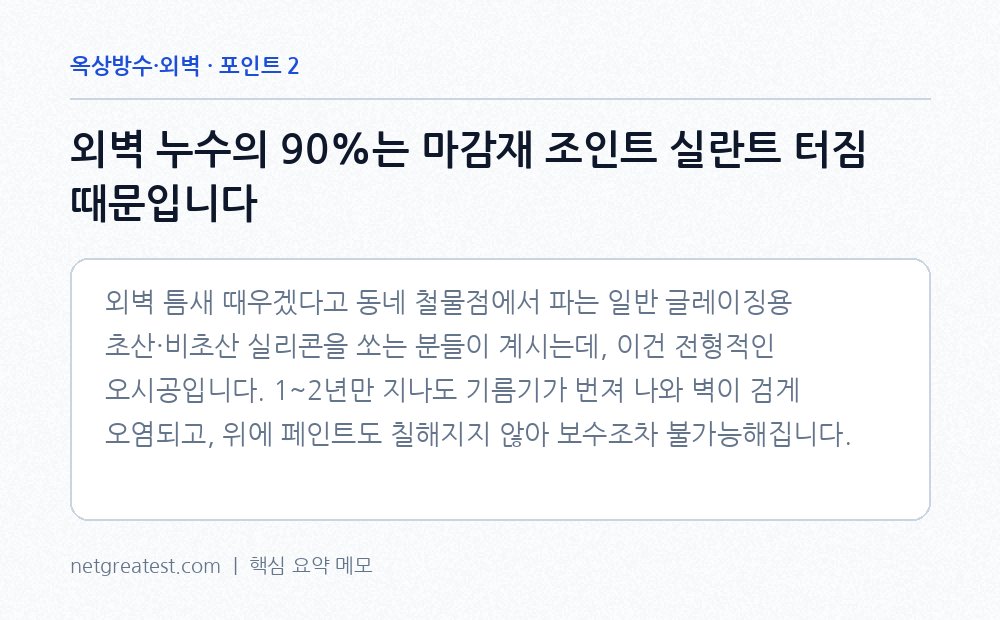 옥상방수·외벽 · 포인트 2
외벽 누수의 90%는 마감재 조인트 실란트 터짐
때문입니다
외벽 틈새 때우겠다고 동네 철물점에서 파는 일반 글레이징용
초산·비초산 실리콘을 쏘는 분들이 계시는데, 이건 전형적인
오시공입니다. 1~2년만 지나도 기름기가 번져 나와 벽이 검게
오염되고, 위에 페인트도 칠해지지 않아 보수조차 불가능해집니다.
netgreatest.com | 핵심 요약 메모